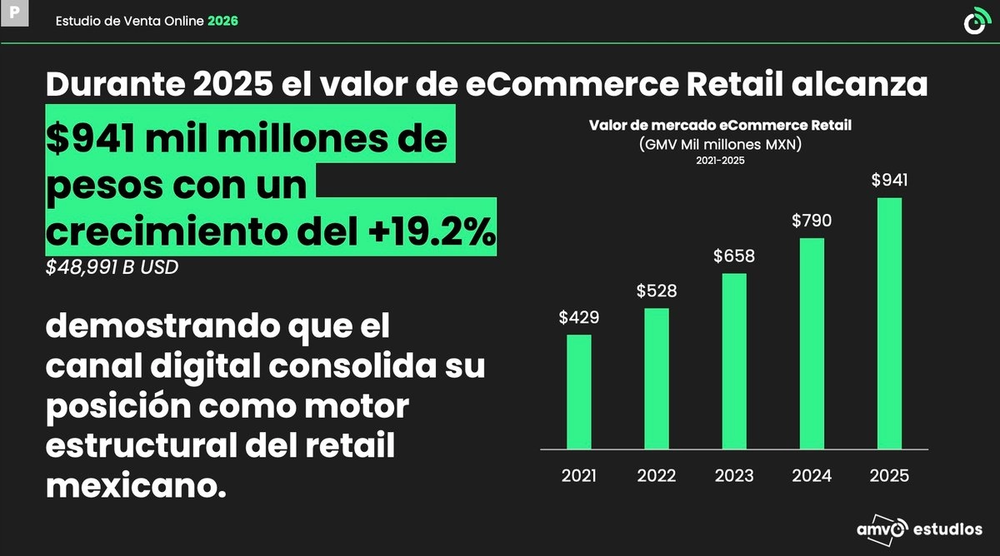 P
Estudio de Venta Online 2026
Durante 2025 el valor de eCommerce Retail alcanza
$941 mil millones de
pesos con un
crecimiento del +19.2%
$48,991 B USD
demostrando que el
canal digital consolida su
posición como motor
estructural del retail
mexicano.
Valor de mercado eCommerce Retail
(GMV Mil millones MXN)
2021-2025
$429
$528
$658
$790
$941
2021
2022
2023
2024
2025
amvo estudios